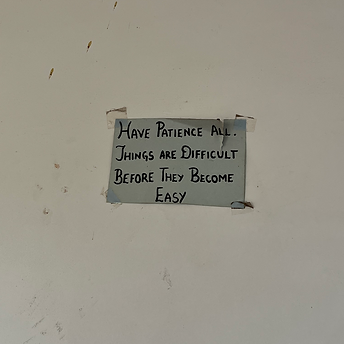 Have Patience All.
Things are Difficult
Before They Become
Easy